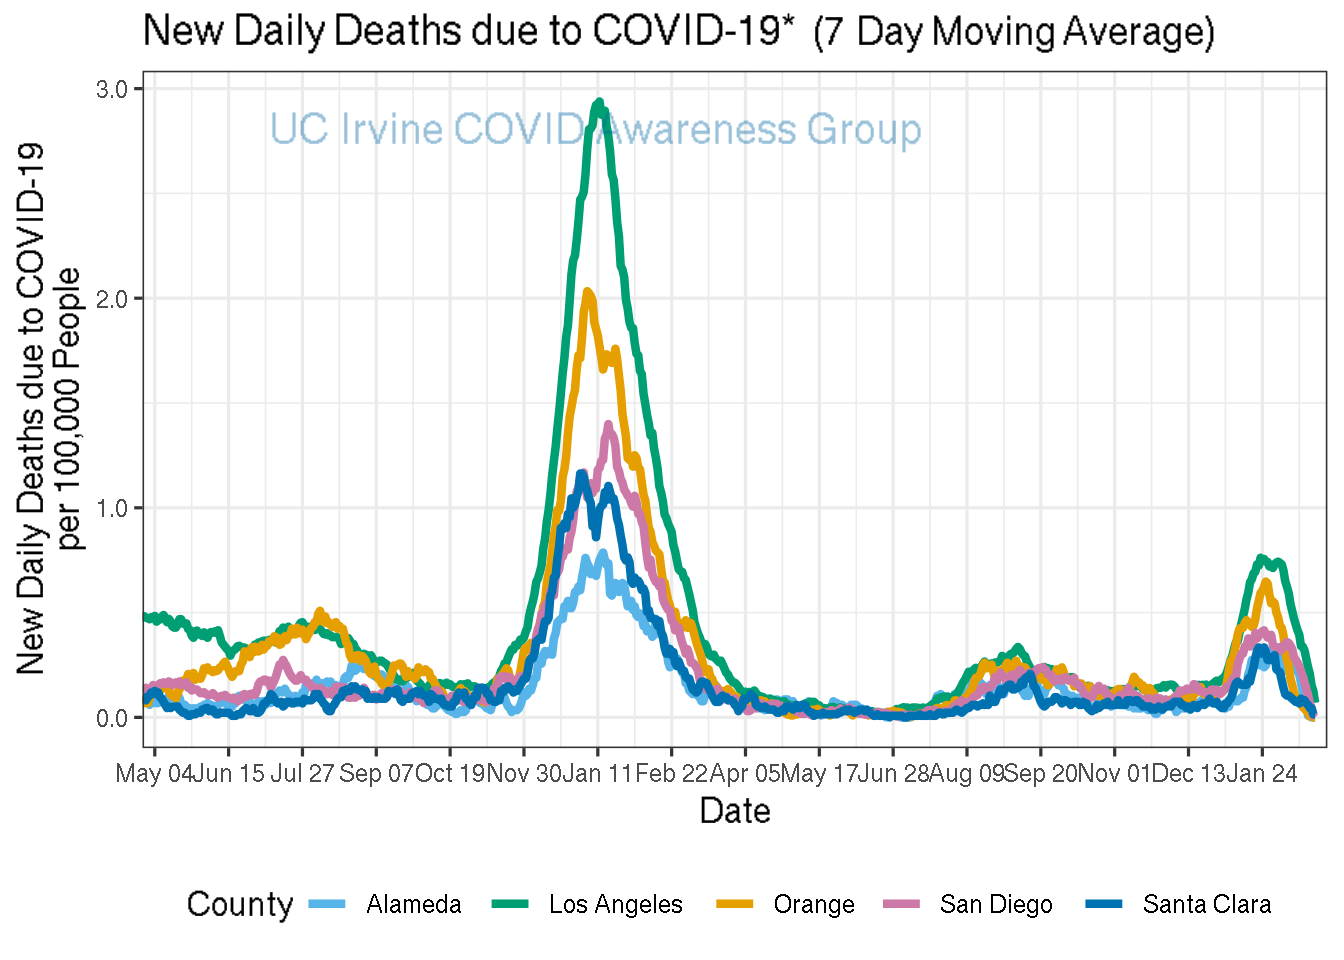 New Daily Deaths due to COVID-19* (7 Day Moving Average)
UC Irvine COVID Awareness Group
New Daily Deaths due to COVID-19
per 100,000 People
3.0
2.0
1.0
0.0
May 04 Jun 15 Jul 27 Sep 07 Oct 19 Nov 30 Jan 11 Feb 22 Apr 05 May 17 Jun 28 Aug 09 Sep 20 Nov 01 Dec 13 Jan 24
Date
County Alameda Los Angeles Orange San Diego Santa Clara